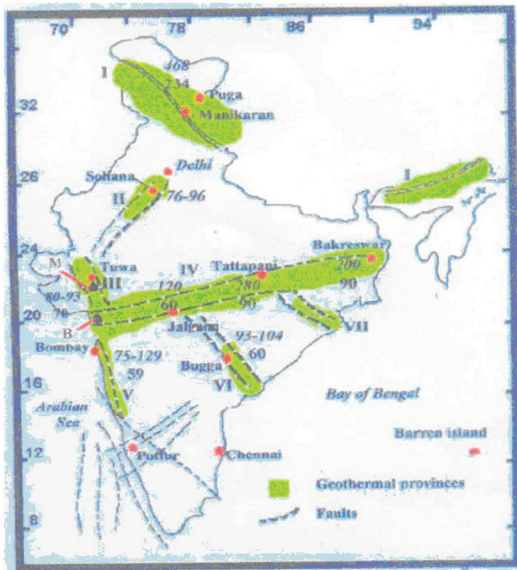 70 78 86 94
I 468
234
Puga
Manikaran
32
Delhi
Sohana
I
26
II 76-96
24
M Tuwa IV Tattapani Bakreswar
III 120 280 200
80-93
70 60 90 90
20
B Jalgaon
VII
Bombay 93-104
75-129 60
59 Bugga
16 V VI
Bay of Bengal
Arabian
Sea
Barren island
12 Pottur Chennai
Geothermal provinces
Faults
8